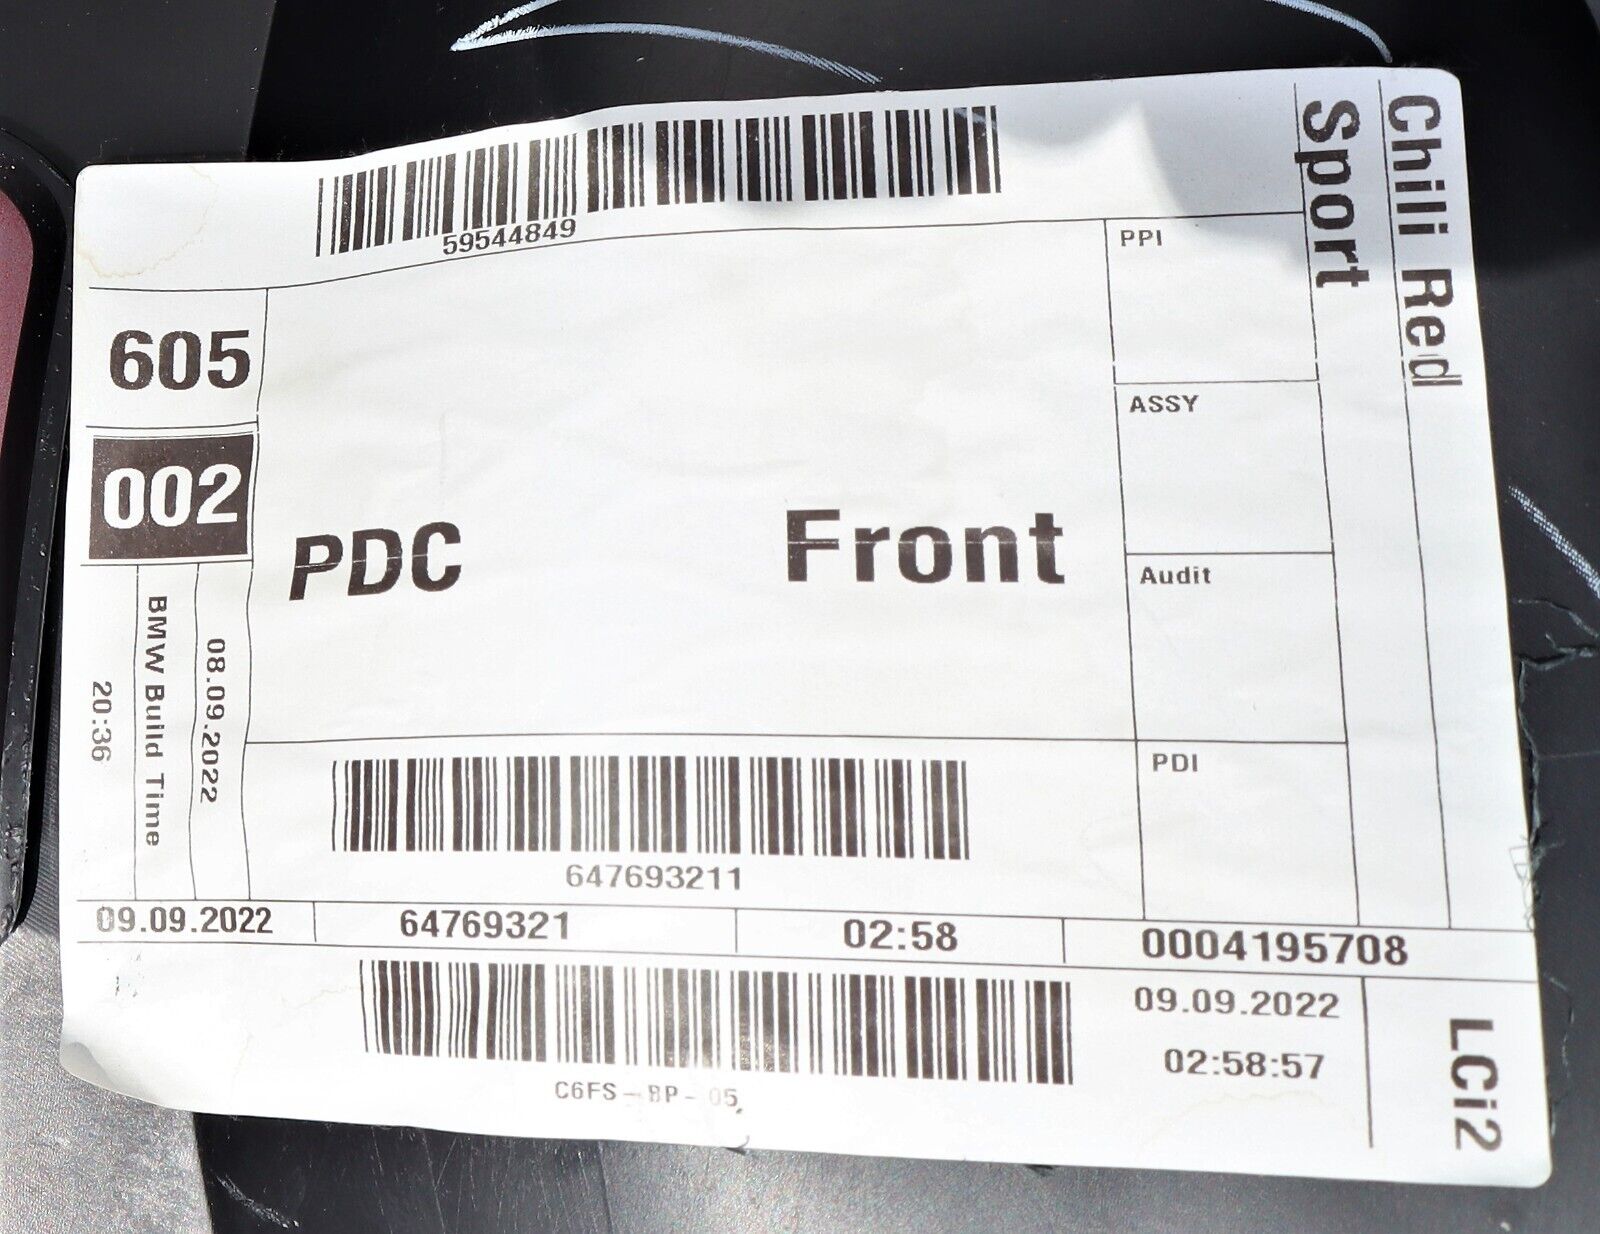 59544849
Chili Red
Sport
PPI
605
ASSY
002
PDC Front
Audit
08.09.2022
BMW Build Time
20:36
PDI
647693211
09.09.2022 64769321 02:58 0004195708
09.09.2022
02:58:57
C6FS-BP-05
LCi2